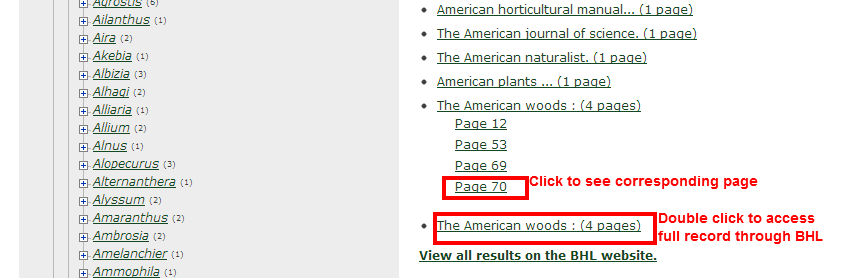 Agrostis (6)
Ailanthus (1)
Aira (2)
Akebia (1)
Albizia (3)
Alhagi (2)
Alliaria (1)
Allium (2)
Alnus (1)
Alopecurus (3)
Alternanthera (1)
Alyssum (2)
Amaranthus (2)
Ambrosia (2)
Amelanchier (1)
Ammophila (1)
American horticultural manual... (1 page)
The American journal of science. (1 page)
The American naturalist. (1 page)
American plants ... (1 page)
The American woods : (4 pages)
Page 12
Page 53
Page 69
Page 70
Click to see corresponding page
The American woods : (4 pages)
Double click to access
full record through BHL
View all results on the BHL website.